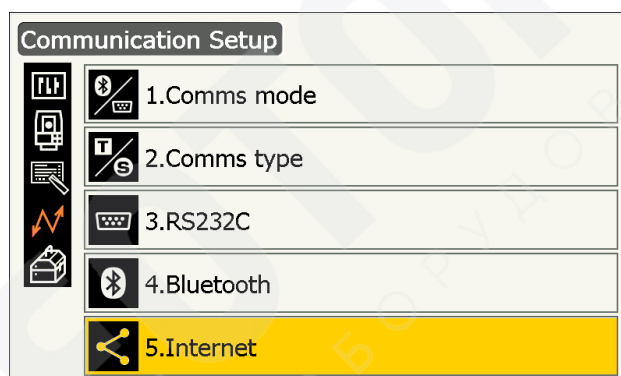 Communication Setup
1.Comms mode
T/S 2.Comms type
3.RS232C
4.Bluetooth
5.Internet